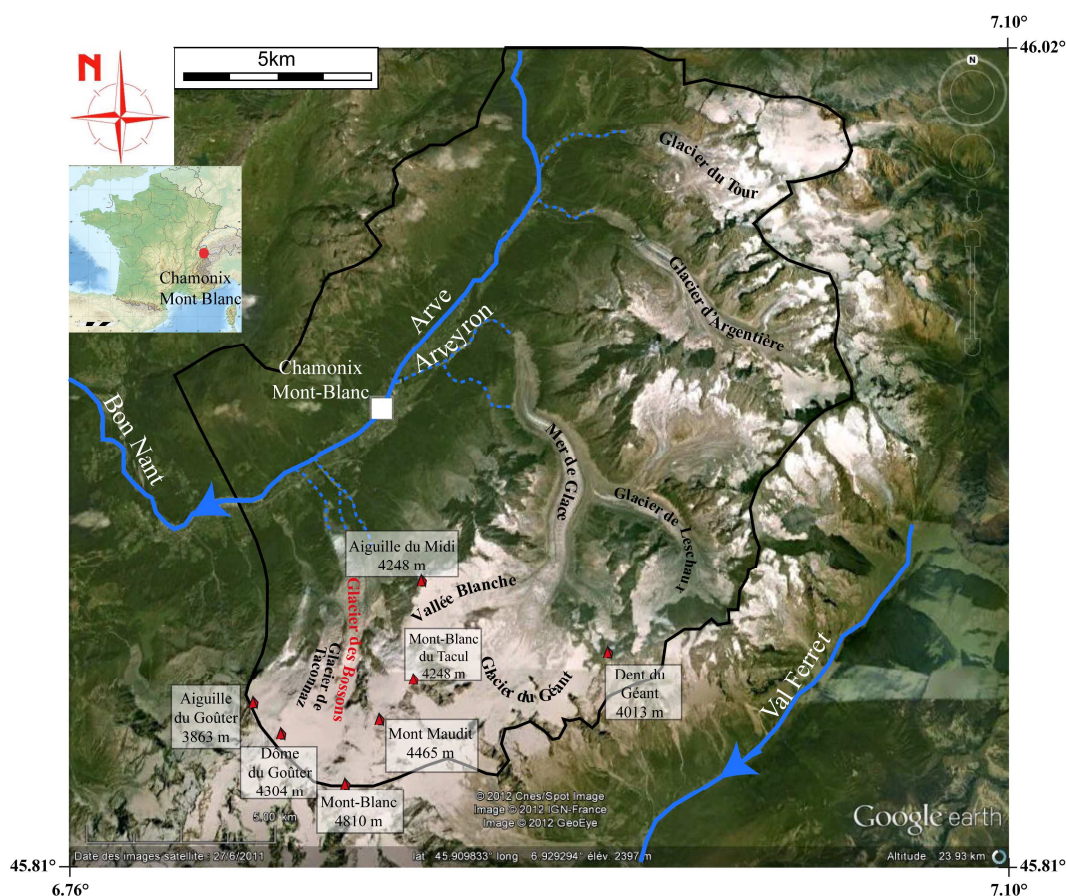 7.10°
46.02°
N
5km
N
Glacier du Tour
Chamonix
Mont Blanc
Glacier d'Argentière
Arve
Arveyron
Chamonix
Mont-Blanc
Bon Nant
Mer de Glace
Glacier de Leschaux
Aiguille du Midi
4248 m
Vallée Blanche
Glacier des Bossons
Glacier de
Taconnaz
Mont-Blanc
du Tacul
4248 m
Glacier du Géant
Dent du
Géant
4013 m
Val Ferret
Aiguille
du Goûter
3863 m
Mont Maudit
4465 m
Dôme
du Goûter
4304 m
Mont-Blanc
4810 m
5.00 km
© 2012 Cnes/Spot Image
Image © 2012 IGN-France
Image © 2012 GeoEye
Google earth
Date des images satellite : 27/6/2011
lat 45 909833° long 6 929294° élév 2397 m
Altitude 23.93 km
45.81°
45.81°
6.76°
7.10°